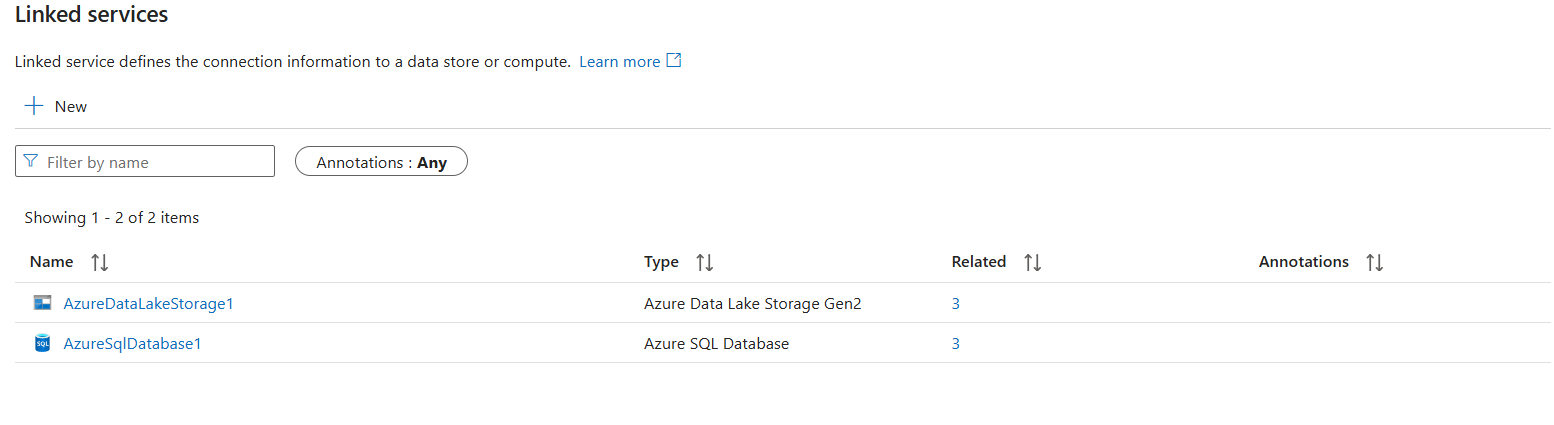 Linked services
Linked service defines the connection information to a data store or compute. Learn more
New
Filter by name Annotations : Any
Showing 1 - 2 of 2 items
Name Type Related Annotations
AzureDataLakeStorage1 Azure Data Lake Storage Gen2 3
SQL AzureSqlDatabase1 Azure SQL Database 3